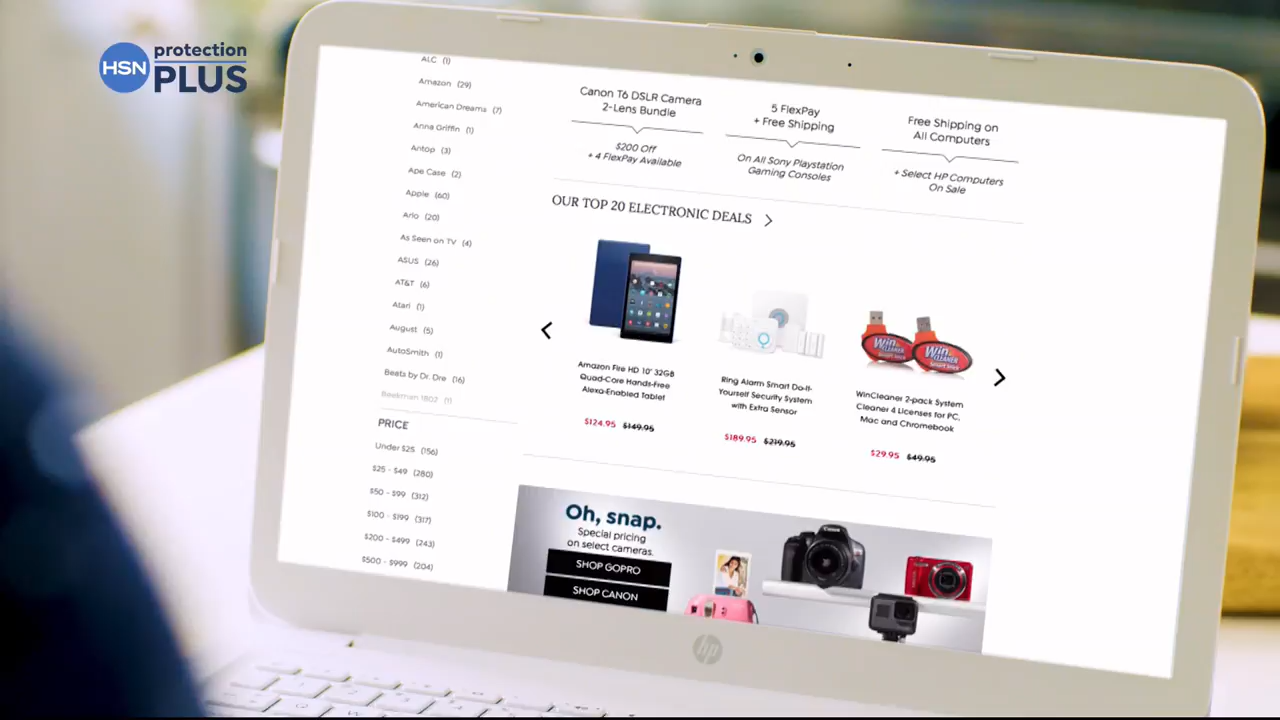 HSN
protection
PLUS
ALC (1)
Amazon (29)
American Dreams (7)
Anna Griffin (1)
Antop (3)
Ape Case (2)
Apple (60)
Arlo (20)
As Seen on TV (4)
ASUS (26)
AT&T (6)
Atari (1)
August (5)
AutoSmith (1)
Beats by Dr. Dre (16)
Beekman 1802 (1)
PRICE
Under $25 (156)
$25 - $49 (280)
$50 - $99 (312)
$100 - $199 (317)
$200 - $499 (243)
$500 - $999 (204)
Canon T6 DSLR Camera
2-Lens Bundle
$200 Off
+ 4 FlexPay Available
5 FlexPay
+ Free Shipping
On All Sony Playstation
Gaming Consoles
Free Shipping on
All Computers
+ Select HP Computers
On Sale
OUR TOP 20 ELECTRONIC DEALS
Amazon Fire HD 10" 32GB
Quad-Core Hands-Free
Alexa-Enabled Tablet
$124.95 $149.95
Ring Alarm Smart Do-It-
Yourself Security System
with Extra Sensor
$189.95 $219.95
Win
CLEANER
Win
CLEANER
WinCleaner 2-pack System
Cleaner 4 Licenses for PC,
Mac and Chromebook
$29.95 $49.95
Oh, snap.
Special pricing
on select cameras.
SHOP GOPRO
SHOP CANON
Canon
hp